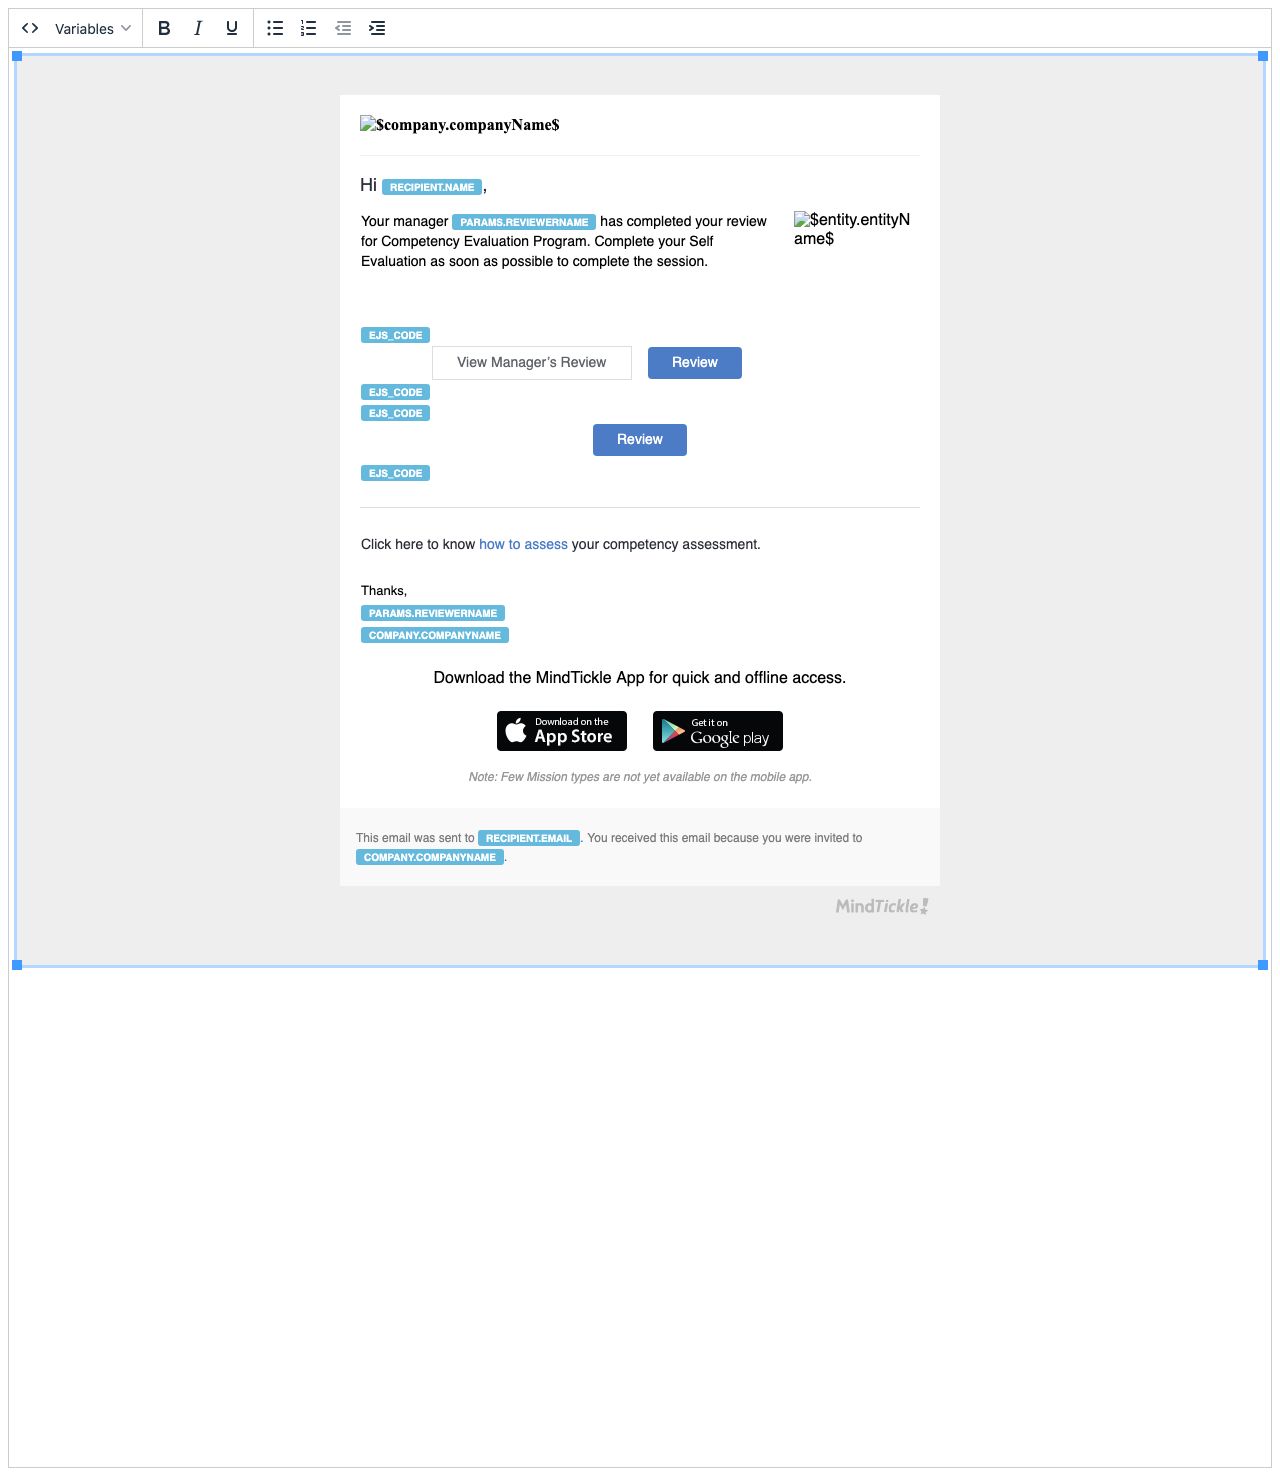 Variables B I U
$company.companyName$
Hi RECIPIENT.NAME,
Your manager PARAMS.REVIEWERNAME has completed your review
for Competency Evaluation Program. Complete your Self
Evaluation as soon as possible to complete the session.
$entity.entityN
ame$
EJS_CODE
View Manager’s Review Review
EJS_CODE
EJS_CODE
Review
EJS_CODE
Click here to know how to assess your competency assessment.
Thanks,
PARAMS.REVIEWERNAME
COMPANY.COMPANYNAME
Download the MindTickle App for quick and offline access.
Download on the
App Store
Get it on
Google play
Note: Few Mission types are not yet available on the mobile app.
This email was sent to RECIPIENT.EMAIL. You received this email because you were invited to
COMPANY.COMPANYNAME.
MindTickle!